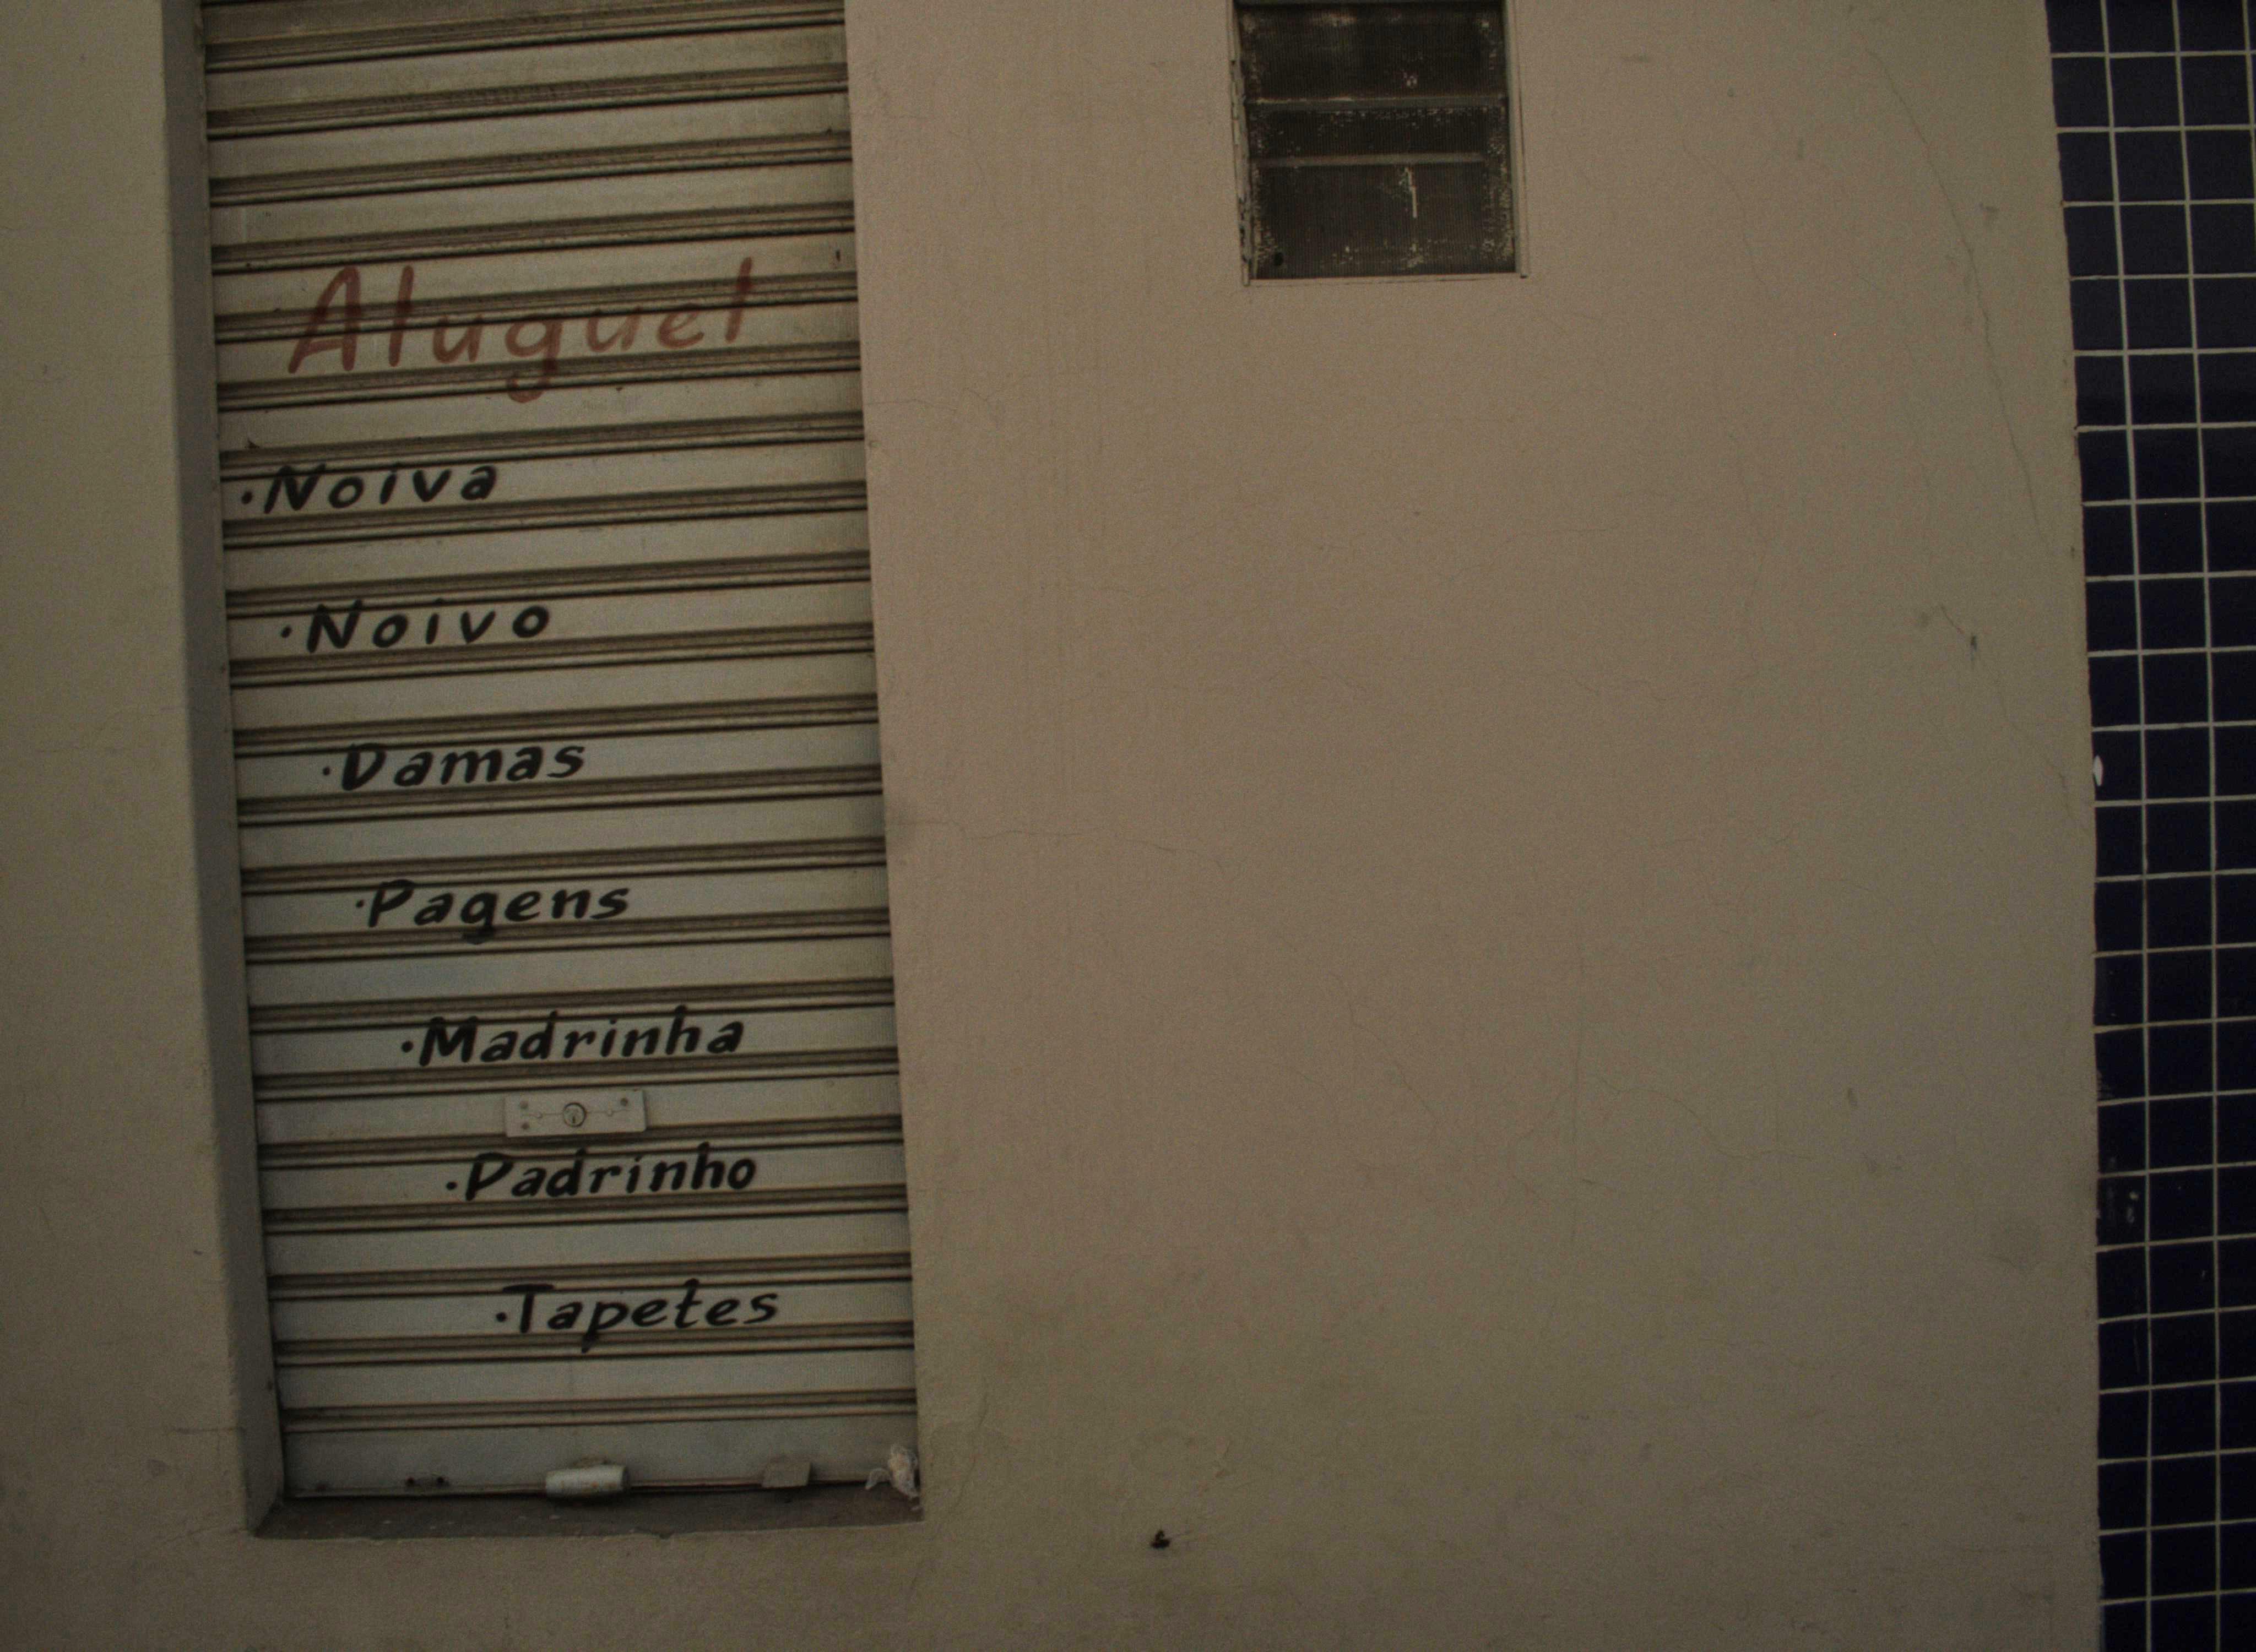 Aluguel
·Noiva
·Noivo
·Damas
·Pagens
·Madrinha
·Padrinho
·Tapetes